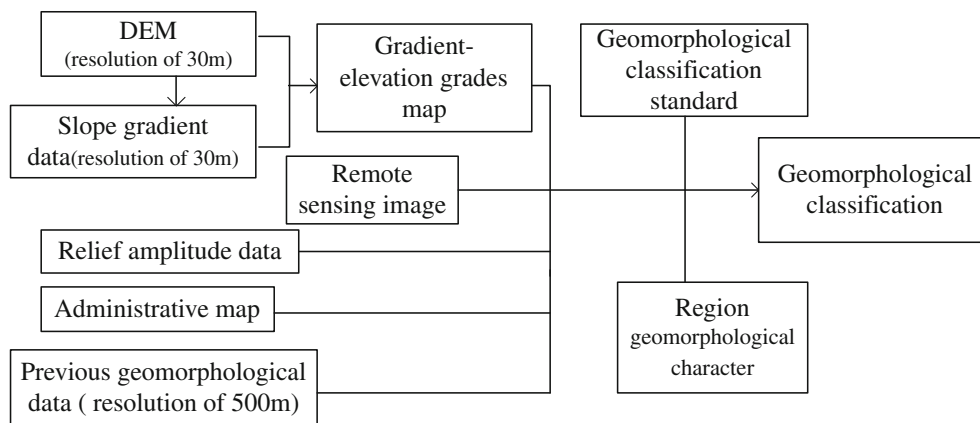 DEM
(resolution of 30m)
Slope gradient
data(resolution of 30m)
Gradient-
elevation grades
map
Geomorphological
classification
standard
Remote
sensing image
Geomorphological
classification
Relief amplitude data
Administrative map
Previous geomorphological
data ( resolution of 500m)
Region
geomorphological
character